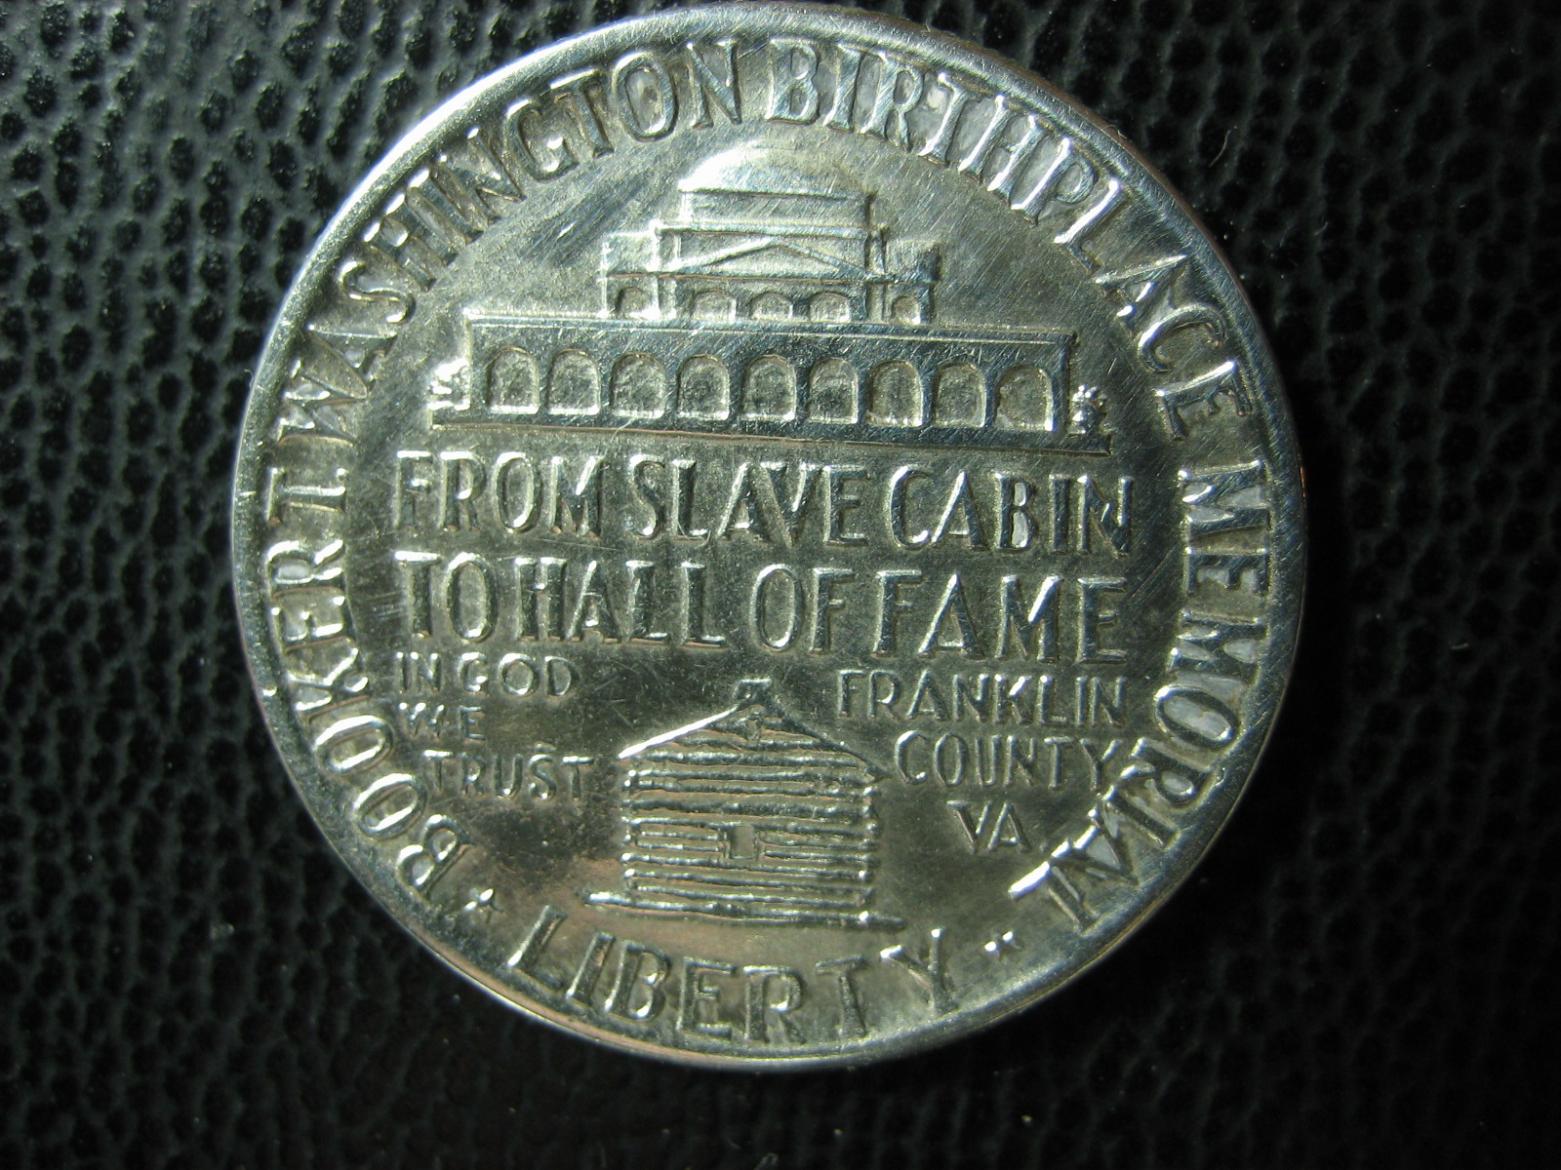 BOOKER T. WASHINGTON BIRTHPLACE MEMORIAL
FROM SLAVE CABIN
TO HALL OF FAME
IN GOD
WE
TRUST
FRANKLIN
COUNTY
VA
LIBERTY